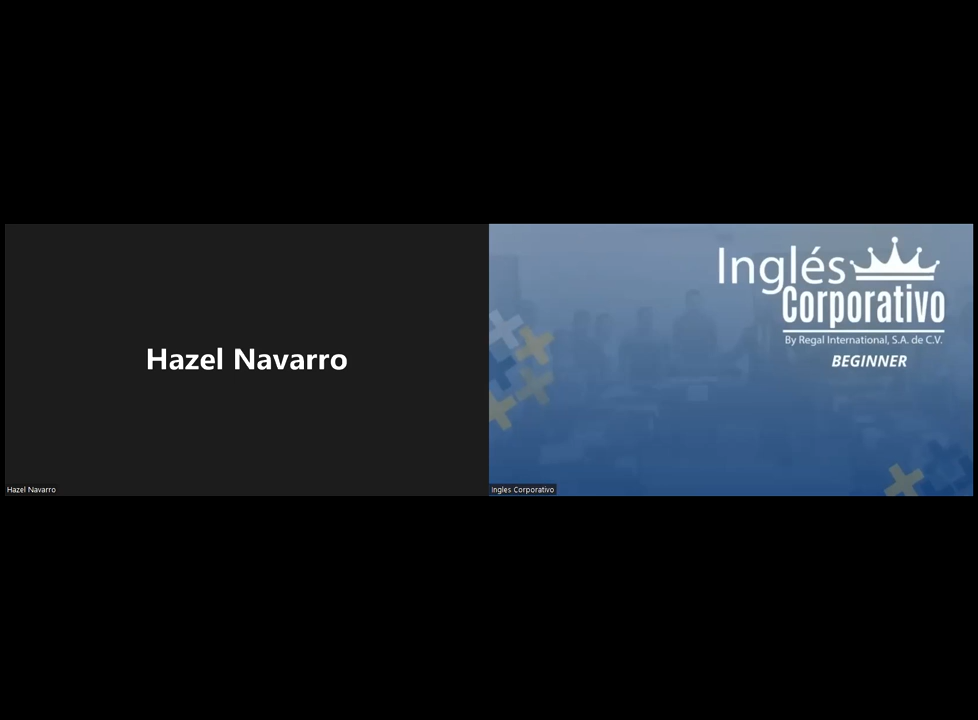 Hazel Navarro
Hazel Navarro
Inglés
Corporativo
By Regal International, S.A. de C.V.
BEGINNER
Ingles Corporativo